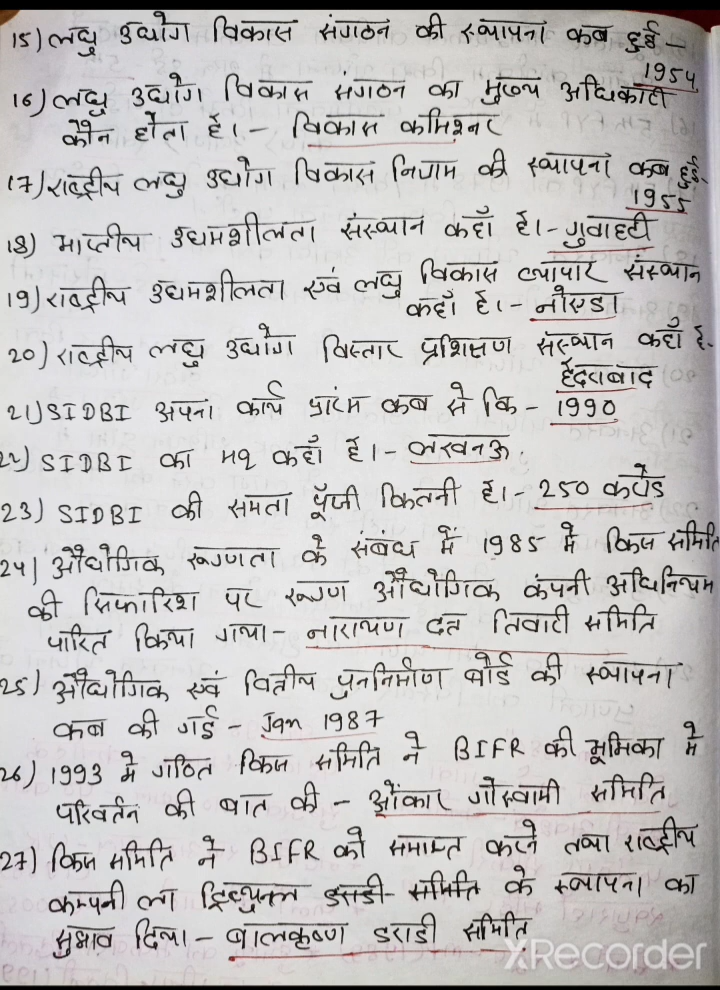 15) लघु उद्योग विकास संगठन की स्थापना कब हुई -
1954
16) लघु उद्योग विकास संगठन का मुख्य अधिकारी
कौन होता है। - विकास कमिश्नर
17) राष्ट्रीय लघु उद्योग विकास निगम की स्थापना कब हुई -
1955
18) भारतीय उधमशीलता संस्थान कहाँ है। - गुवाहटी
19) राष्ट्रीय उधमशीलता एवं लघु विकास व्यापार संस्थान
कहाँ है। - नोएडा
20) राष्ट्रीय लघु उद्योग विस्तार प्रशिक्षण संस्थान कहाँ है -
हैदराबाद
21) SIDBI अपना कार्य प्रारंभ कब से कि - 1990
22) SIDBI का मु0 कहाँ है। - लखनऊ
23) SIDBI की समता पूँजी कितनी है। - 250 करोड
24) औद्योगिक रूग्णता के संबंध में 1985 में किस समिति
की सिफारिश पर रूग्ण औद्योगिक कंपनी अधिनियम
पारित किया गया - नारायण दत्त तिवारी समिति
25) औद्योगिक एवं वितीय पुननिर्माण बोर्ड की स्थापना
कब की गई - Jan 1987
26) 1993 में गठित किस समिति ने BIFR की भूमिका में
परिवर्तन की बात की - ओंकार गोस्वामी समिति
27) किस समिति ने BIFR को समाप्त करने तथा राष्ट्रीय
कम्पनी ला ट्रिब्युनल इराडी - समिति के स्थापना का
सुझाव दिया - बालकृष्ण इराडी समिति
XRecorder